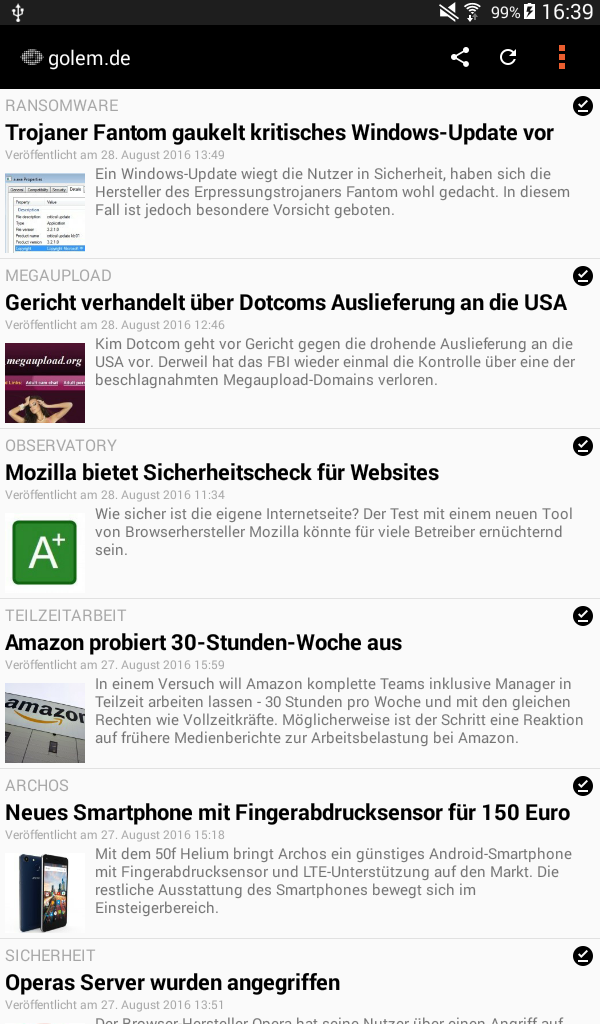 99% 16:39
golem.de
RANSOMWARE
Trojaner Fantom gaukelt kritisches Windows-Update vor
Veröffentlicht am 28. August 2016 13:49
Ein Windows-Update wiegt die Nutzer in Sicherheit, haben sich die
Hersteller des Erpressungstrojaners Fantom wohl gedacht. In diesem
Fall ist jedoch besondere Vorsicht geboten.
MEGAUPLOAD
Gericht verhandelt über Dotcoms Auslieferung an die USA
Veröffentlicht am 28. August 2016 12:46
megaupload.org
Kim Dotcom geht vor Gericht gegen die drohende Auslieferung an die
USA vor. Derweil hat das FBI wieder einmal die Kontrolle über eine der
beschlagnahmten Megaupload-Domains verloren.
OBSERVATORY
Mozilla bietet Sicherheitscheck für Websites
Veröffentlicht am 28. August 2016 11:34
A+
Wie sicher ist die eigene Internetseite? Der Test mit einem neuen Tool
von Browserhersteller Mozilla könnte für viele Betreiber ernüchternd
sein.
TEILZEITARBEIT
Amazon probiert 30-Stunden-Woche aus
Veröffentlicht am 27. August 2016 15:59
amazon
In einem Versuch will Amazon komplette Teams inklusive Manager in
Teilzeit arbeiten lassen - 30 Stunden pro Woche und mit den gleichen
Rechten wie Vollzeitkräfte. Möglicherweise ist der Schritt eine Reaktion
auf frühere Medienberichte zur Arbeitsbelastung bei Amazon.
ARCHOS
Neues Smartphone mit Fingerabdrucksensor für 150 Euro
Veröffentlicht am 27. August 2016 15:18
Mit dem 50f Helium bringt Archos ein günstiges Android-Smartphone
mit Fingerabdrucksensor und LTE-Unterstützung auf den Markt. Die
restliche Ausstattung des Smartphones bewegt sich im
Einsteigerbereich.
SICHERHEIT
Operas Server wurden angegriffen
Veröffentlicht am 27. August 2016 13:51
Der Browser-Hersteller Opera hat seine Nutzer über einen Angriff auf